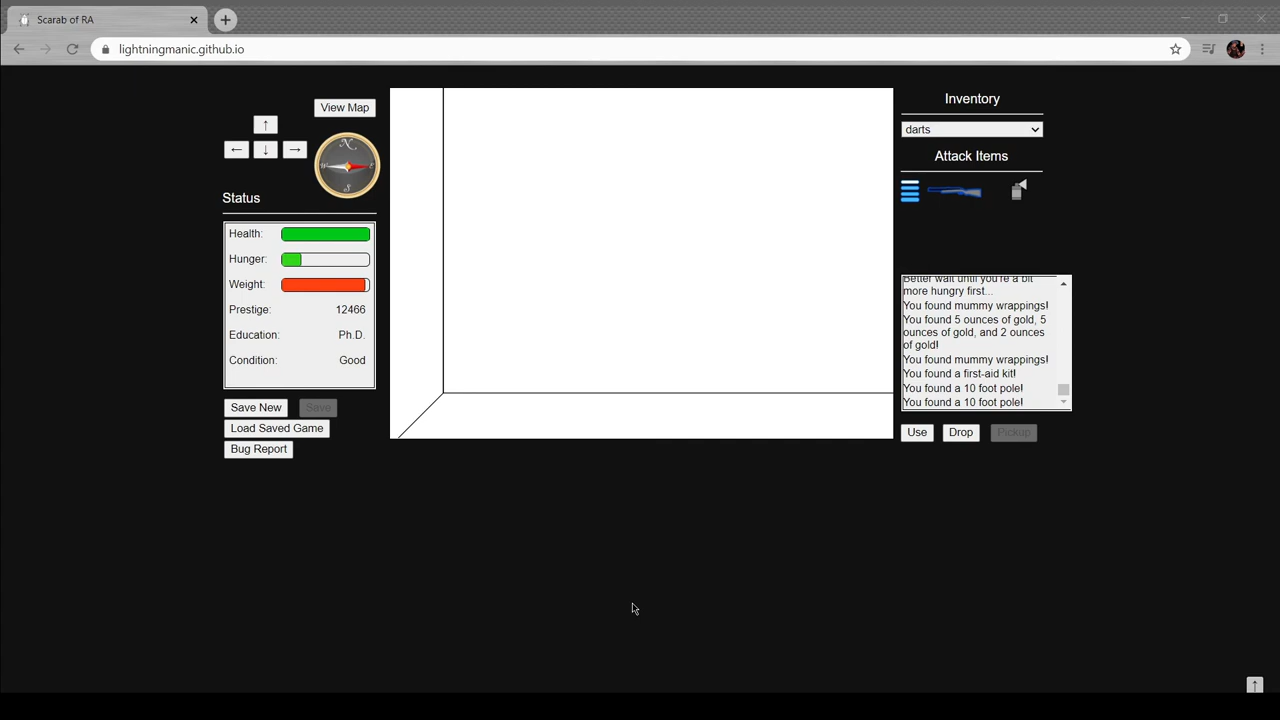 Scarab of RA
lightningmanic.github.io
View Map
↑
← ↓ →
N
S
Status
Health:
Hunger:
Weight:
Prestige: 12466
Education: Ph.D.
Condition: Good
Save New Save
Load Saved Game
Bug Report
Inventory
darts
Attack Items
Better wait until you're a bit
more hungry first...
You found mummy wrappings!
You found 5 ounces of gold, 5
ounces of gold, and 2 ounces
of gold!
You found mummy wrappings!
You found a first-aid kit!
You found a 10 foot pole!
You found a 10 foot pole!
Use Drop Pickup
↑